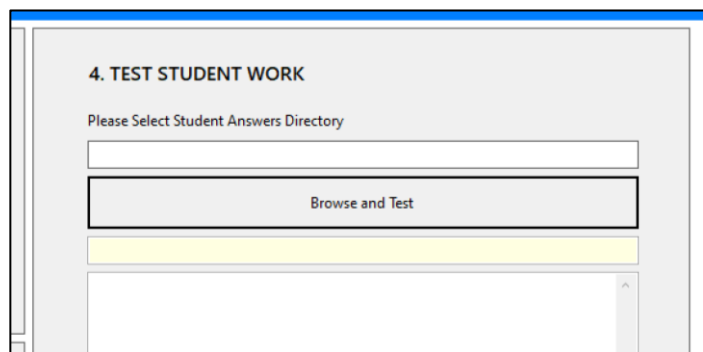 4. TEST STUDENT WORK
Please Select Student Answers Directory
Browse and Test